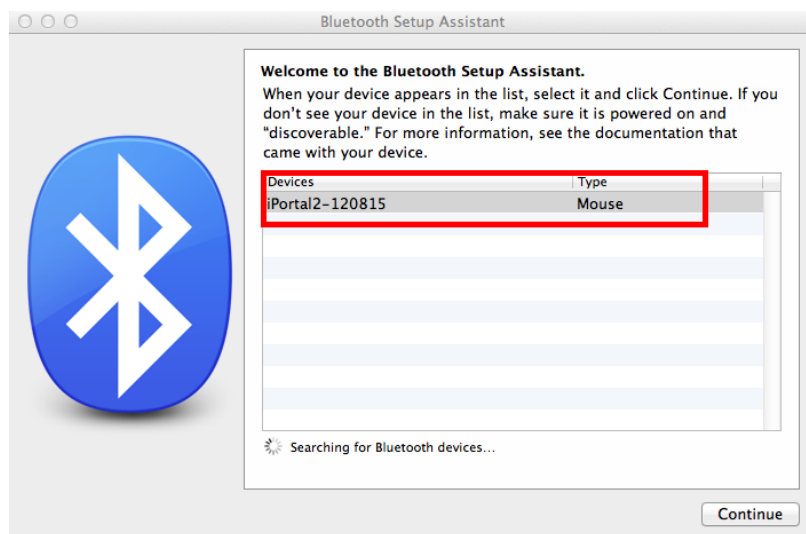 Bluetooth Setup Assistant
Welcome to the Bluetooth Setup Assistant.
When your device appears in the list, select it and click Continue. If you
don't see your device in the list, make sure it is powered on and
"discoverable." For more information, see the documentation that
came with your device.
Devices Type
iPortal2-120815 Mouse
Searching for Bluetooth devices...
Continue